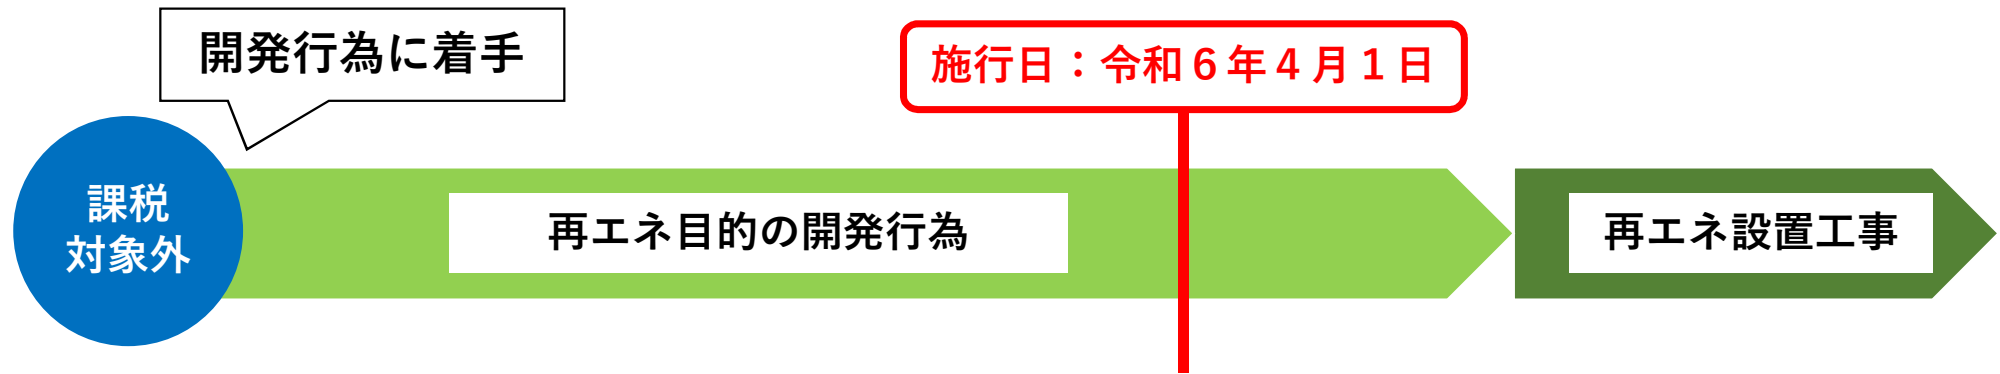 開発行為に着手
施行日：令和６年４月１日
課税
対象外
再エネ目的の開発行為
再エネ設置工事